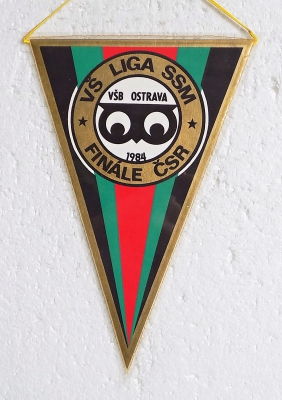 VŠ LIGA SSM
VŠB OSTRAVA
1984
FINÁLE ČSR